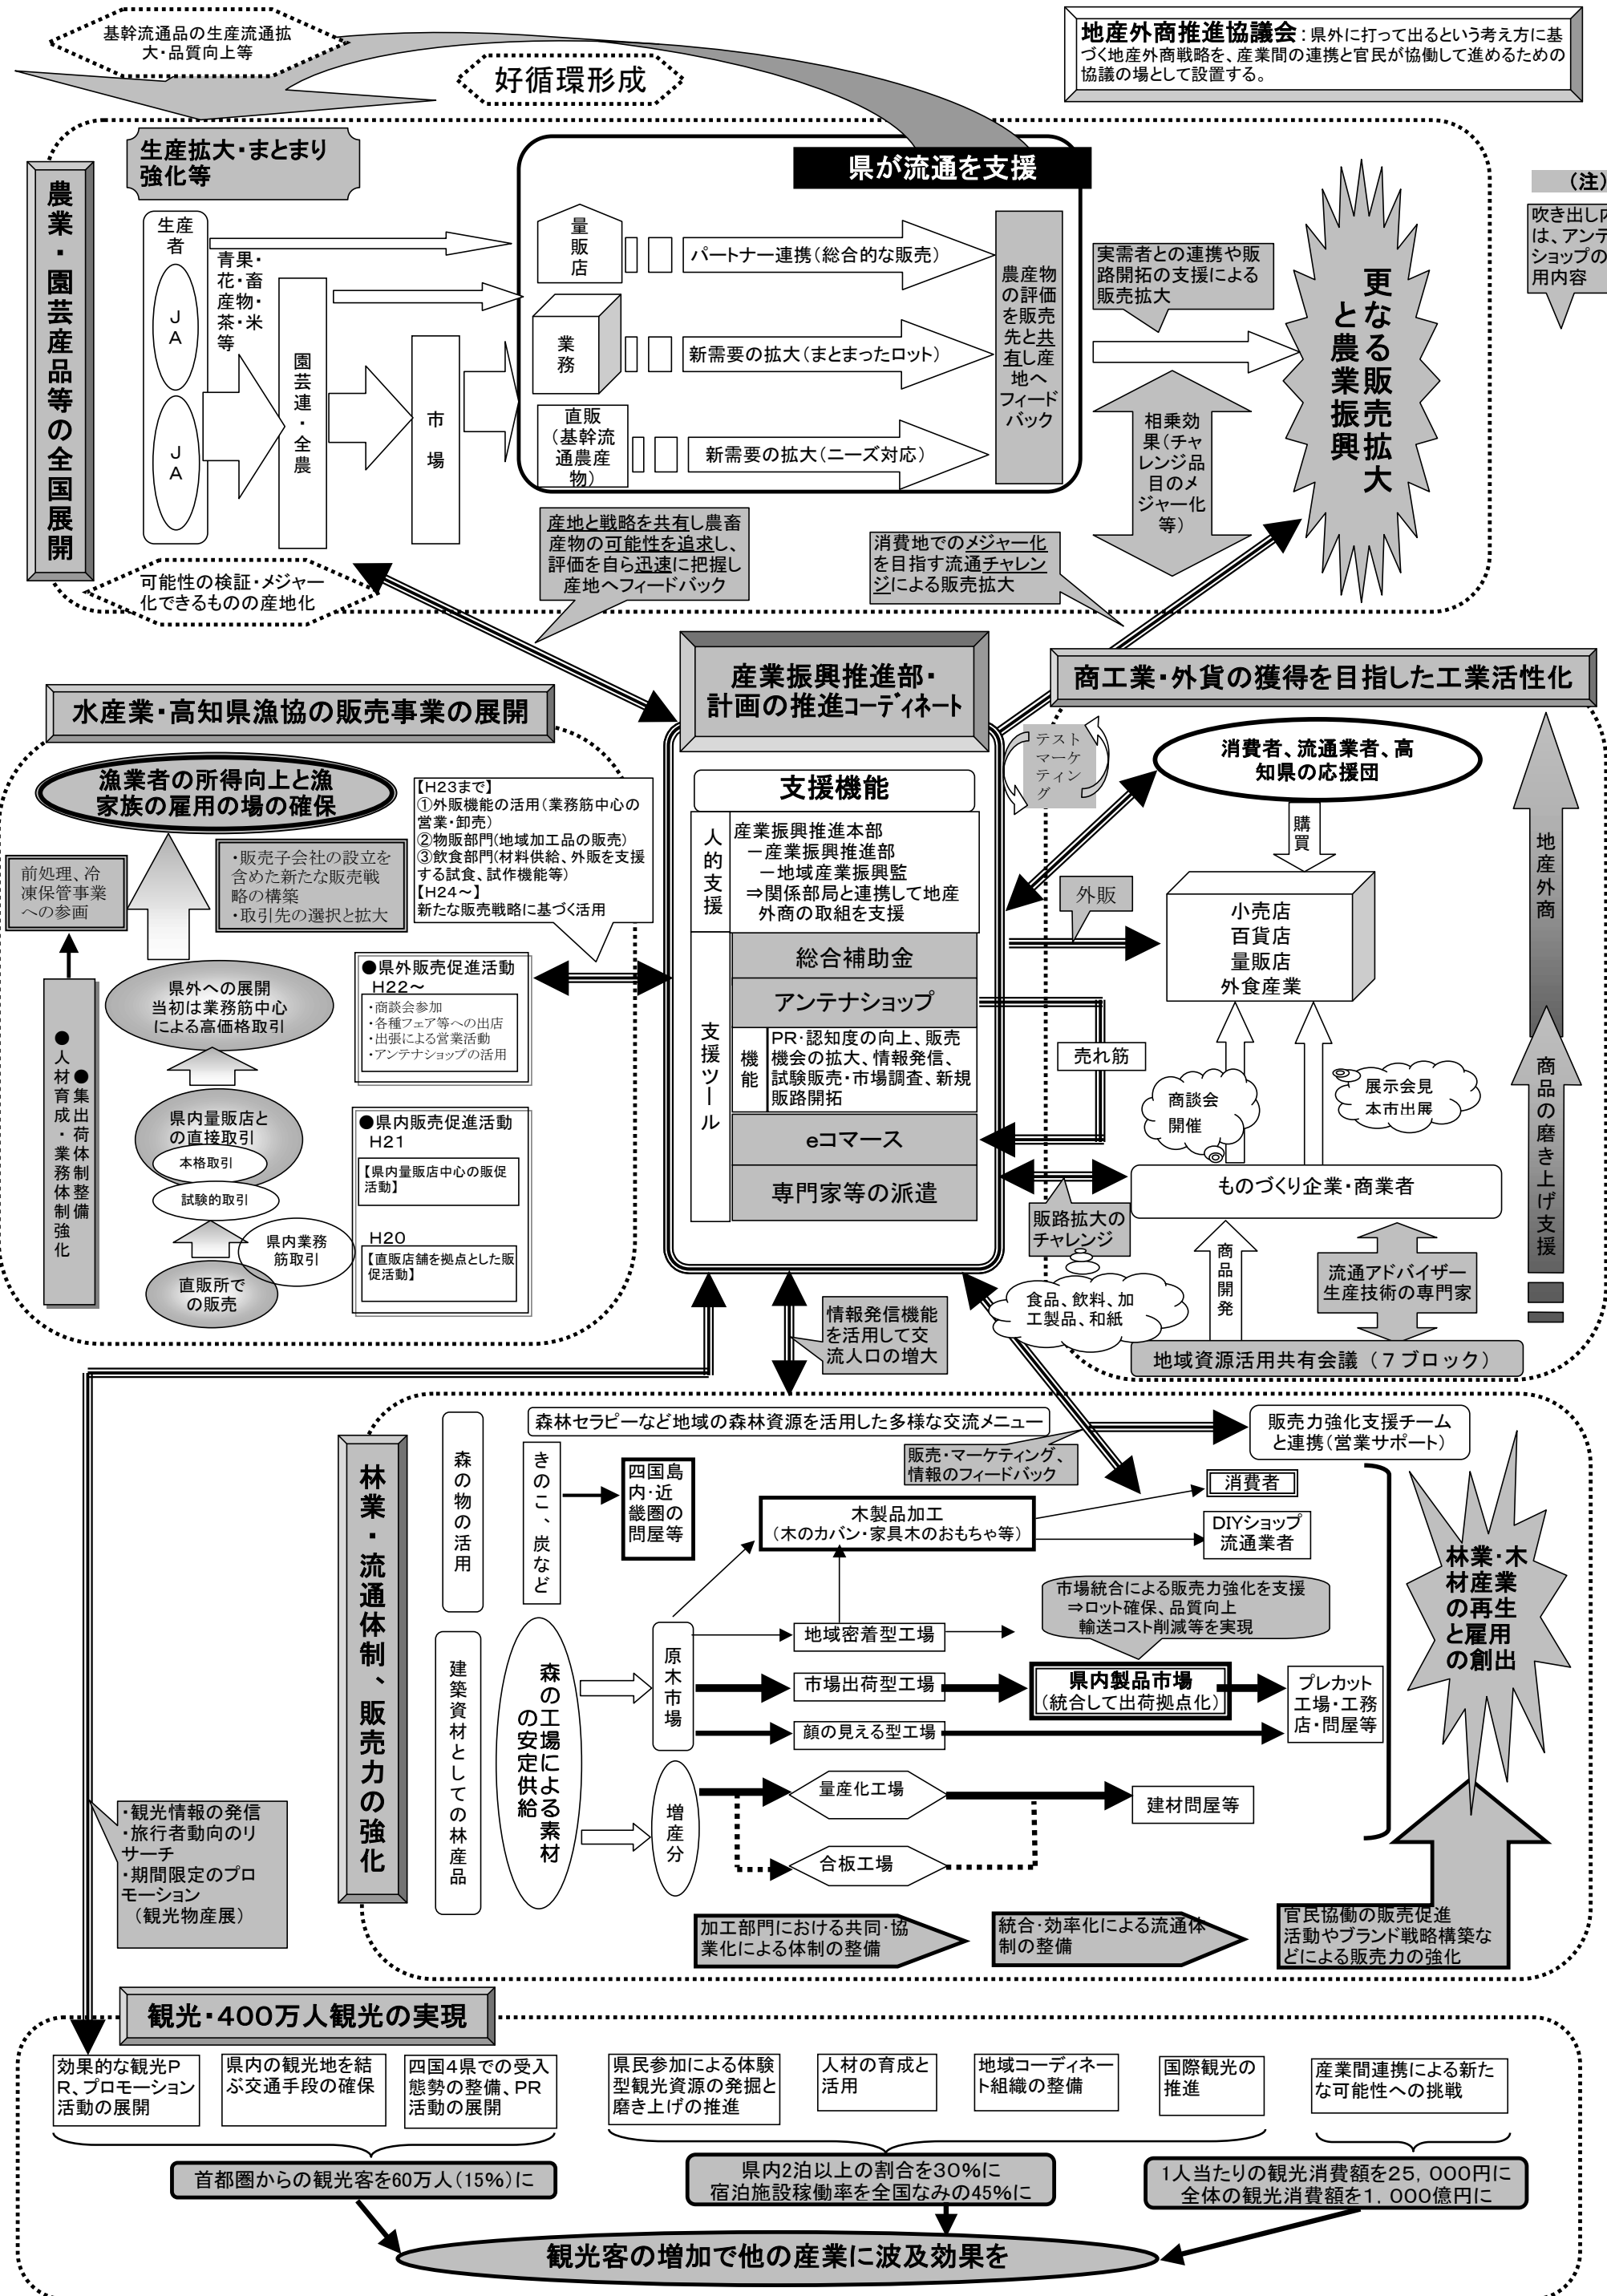 基幹流通品の生産流通拡
大・品質向上等
好循環形成
地産外商推進協議会：県外に打って出るという考え方に基
づく地産外商戦略を、産業間の連携と官民が協働して進めるための
協議の場として設置する。
農業・園芸産品等の全国展開
生産拡大・まとまり
強化等
県が流通を支援
生産
者
ＪＡ
ＪＡ
青果・
花・畜
産物・
茶・米
等
園芸連・全農
市場
量販店
パートナー連携（総合的な販売）
業務
新需要の拡大（まとまったロット）
直販
（基幹流
通農産
物）
新需要の拡大（ニーズ対応）
農産物
の評価
を販売
先と共
有し産
地へ
フィード
バック
実需者との連携や販
路開拓の支援による
販売拡大
相乗効
果（チャ
レンジ品
目のメ
ジャー化
等）
更なる販売拡大
と農業振興
（注）
吹き出し内
は、アンテ
ショップの
用内容
産地と戦略を共有し農畜
産物の可能性を追求し、
評価を自ら迅速に把握し
産地へフィードバック
消費地でのメジャー化
を目指す流通チャレン
ジによる販売拡大
可能性の検証・メジャー
化できるものの産地化
産業振興推進部・
計画の推進コーディネート
支援機能
人的支援
産業振興推進本部
－産業振興推進部
－地域産業振興監
⇒関係部局と連携して地産
外商の取組を支援
支援ツール
総合補助金
アンテナショップ
機能
PR・認知度の向上、販売
機会の拡大、情報発信、
試験販売・市場調査、新規
販路開拓
eコマース
専門家等の派遣
水産業・高知県漁協の販売事業の展開
漁業者の所得向上と漁
家族の雇用の場の確保
【H23まで】
①外販機能の活用（業務筋中心の
営業・卸売）
②物販部門(地域加工品の販売）
③飲食部門（材料供給、外販を支援
する試食、試作機能等）
【H24～】
新たな販売戦略に基づく活用
前処理、冷
凍保管事業
への参画
・販売子会社の設立を
含めた新たな販売戦
略の構築
・取引先の選択と拡大
●人材育成・業務体制強化
●集出荷体制整備
県外への展開
当初は業務筋中心
による高価格取引
県内量販店と
の直接取引
本格取引
試験的取引
県内業務
筋取引
直販所で
の販売
●県外販売促進活動
H22～
・商談会参加
・各種フェア等への出店
・出張による営業活動
・アンテナショップの活用
●県内販売促進活動
H21
【県内量販店中心の販促
活動】
H20
【直販店舗を拠点とした販
促活動】
商工業・外貨の獲得を目指した工業活性化
テスト
マーケ
ティン
グ
消費者、流通業者、高
知県の応援団
購買
外販
小売店
百貨店
量販店
外食産業
売れ筋
商談会
開催
展示会見
本市出展
ものづくり企業・商業者
販路拡大の
チャレンジ
食品、飲料、加
工製品、和紙
商品開発
流通アドバイザー
生産技術の専門家
地域資源活用共有会議（７ブロック）
地産外商
商品の磨き上げ支援
情報発信機能
を活用して交
流人口の増大
林業・流通体制、販売力の強化
森の物の活用
きのこ、炭など
四国島
内・近
畿圏の
問屋等
森林セラピーなど地域の森林資源を活用した多様な交流メニュー
販売・マーケティング、
情報のフィードバック
販売力強化支援チーム
と連携（営業サポート）
木製品加工
（木のカバン・家具木のおもちゃ等）
消費者
DIYショップ
流通業者
市場統合による販売力強化を支援
⇒ロット確保、品質向上
輸送コスト削減等を実現
建築資材としての林産品
森の工場による素材
の安定供給
原木市場
増産分
地域密着型工場
市場出荷型工場
顔の見える型工場
県内製品市場
（統合して出荷拠点化）
プレカット
工場・工務
店・問屋等
量産化工場
合板工場
建材問屋等
林業・木
材産業
の再生
と雇用
の創出
加工部門における共同・協
業化による体制の整備
統合・効率化による流通体
制の整備
官民協働の販売促進
活動やブランド戦略構築な
どによる販売力の強化
・観光情報の発信
・旅行者動向のリ
サーチ
・期間限定のプロ
モーション
（観光物産展）
観光・400万人観光の実現
効果的な観光P
R、プロモーション
活動の展開
県内の観光地を結
ぶ交通手段の確保
四国4県での受入
態勢の整備、PR
活動の展開
県民参加による体験
型観光資源の発掘と
磨き上げの推進
人材の育成と
活用
地域コーディネー
ト組織の整備
国際観光の
推進
産業間連携による新た
な可能性への挑戦
首都圏からの観光客を60万人（15％）に
県内2泊以上の割合を30％に
宿泊施設稼働率を全国なみの45％に
1人当たりの観光消費額を25，000円に
全体の観光消費額を1，000億円に
観光客の増加で他の産業に波及効果を